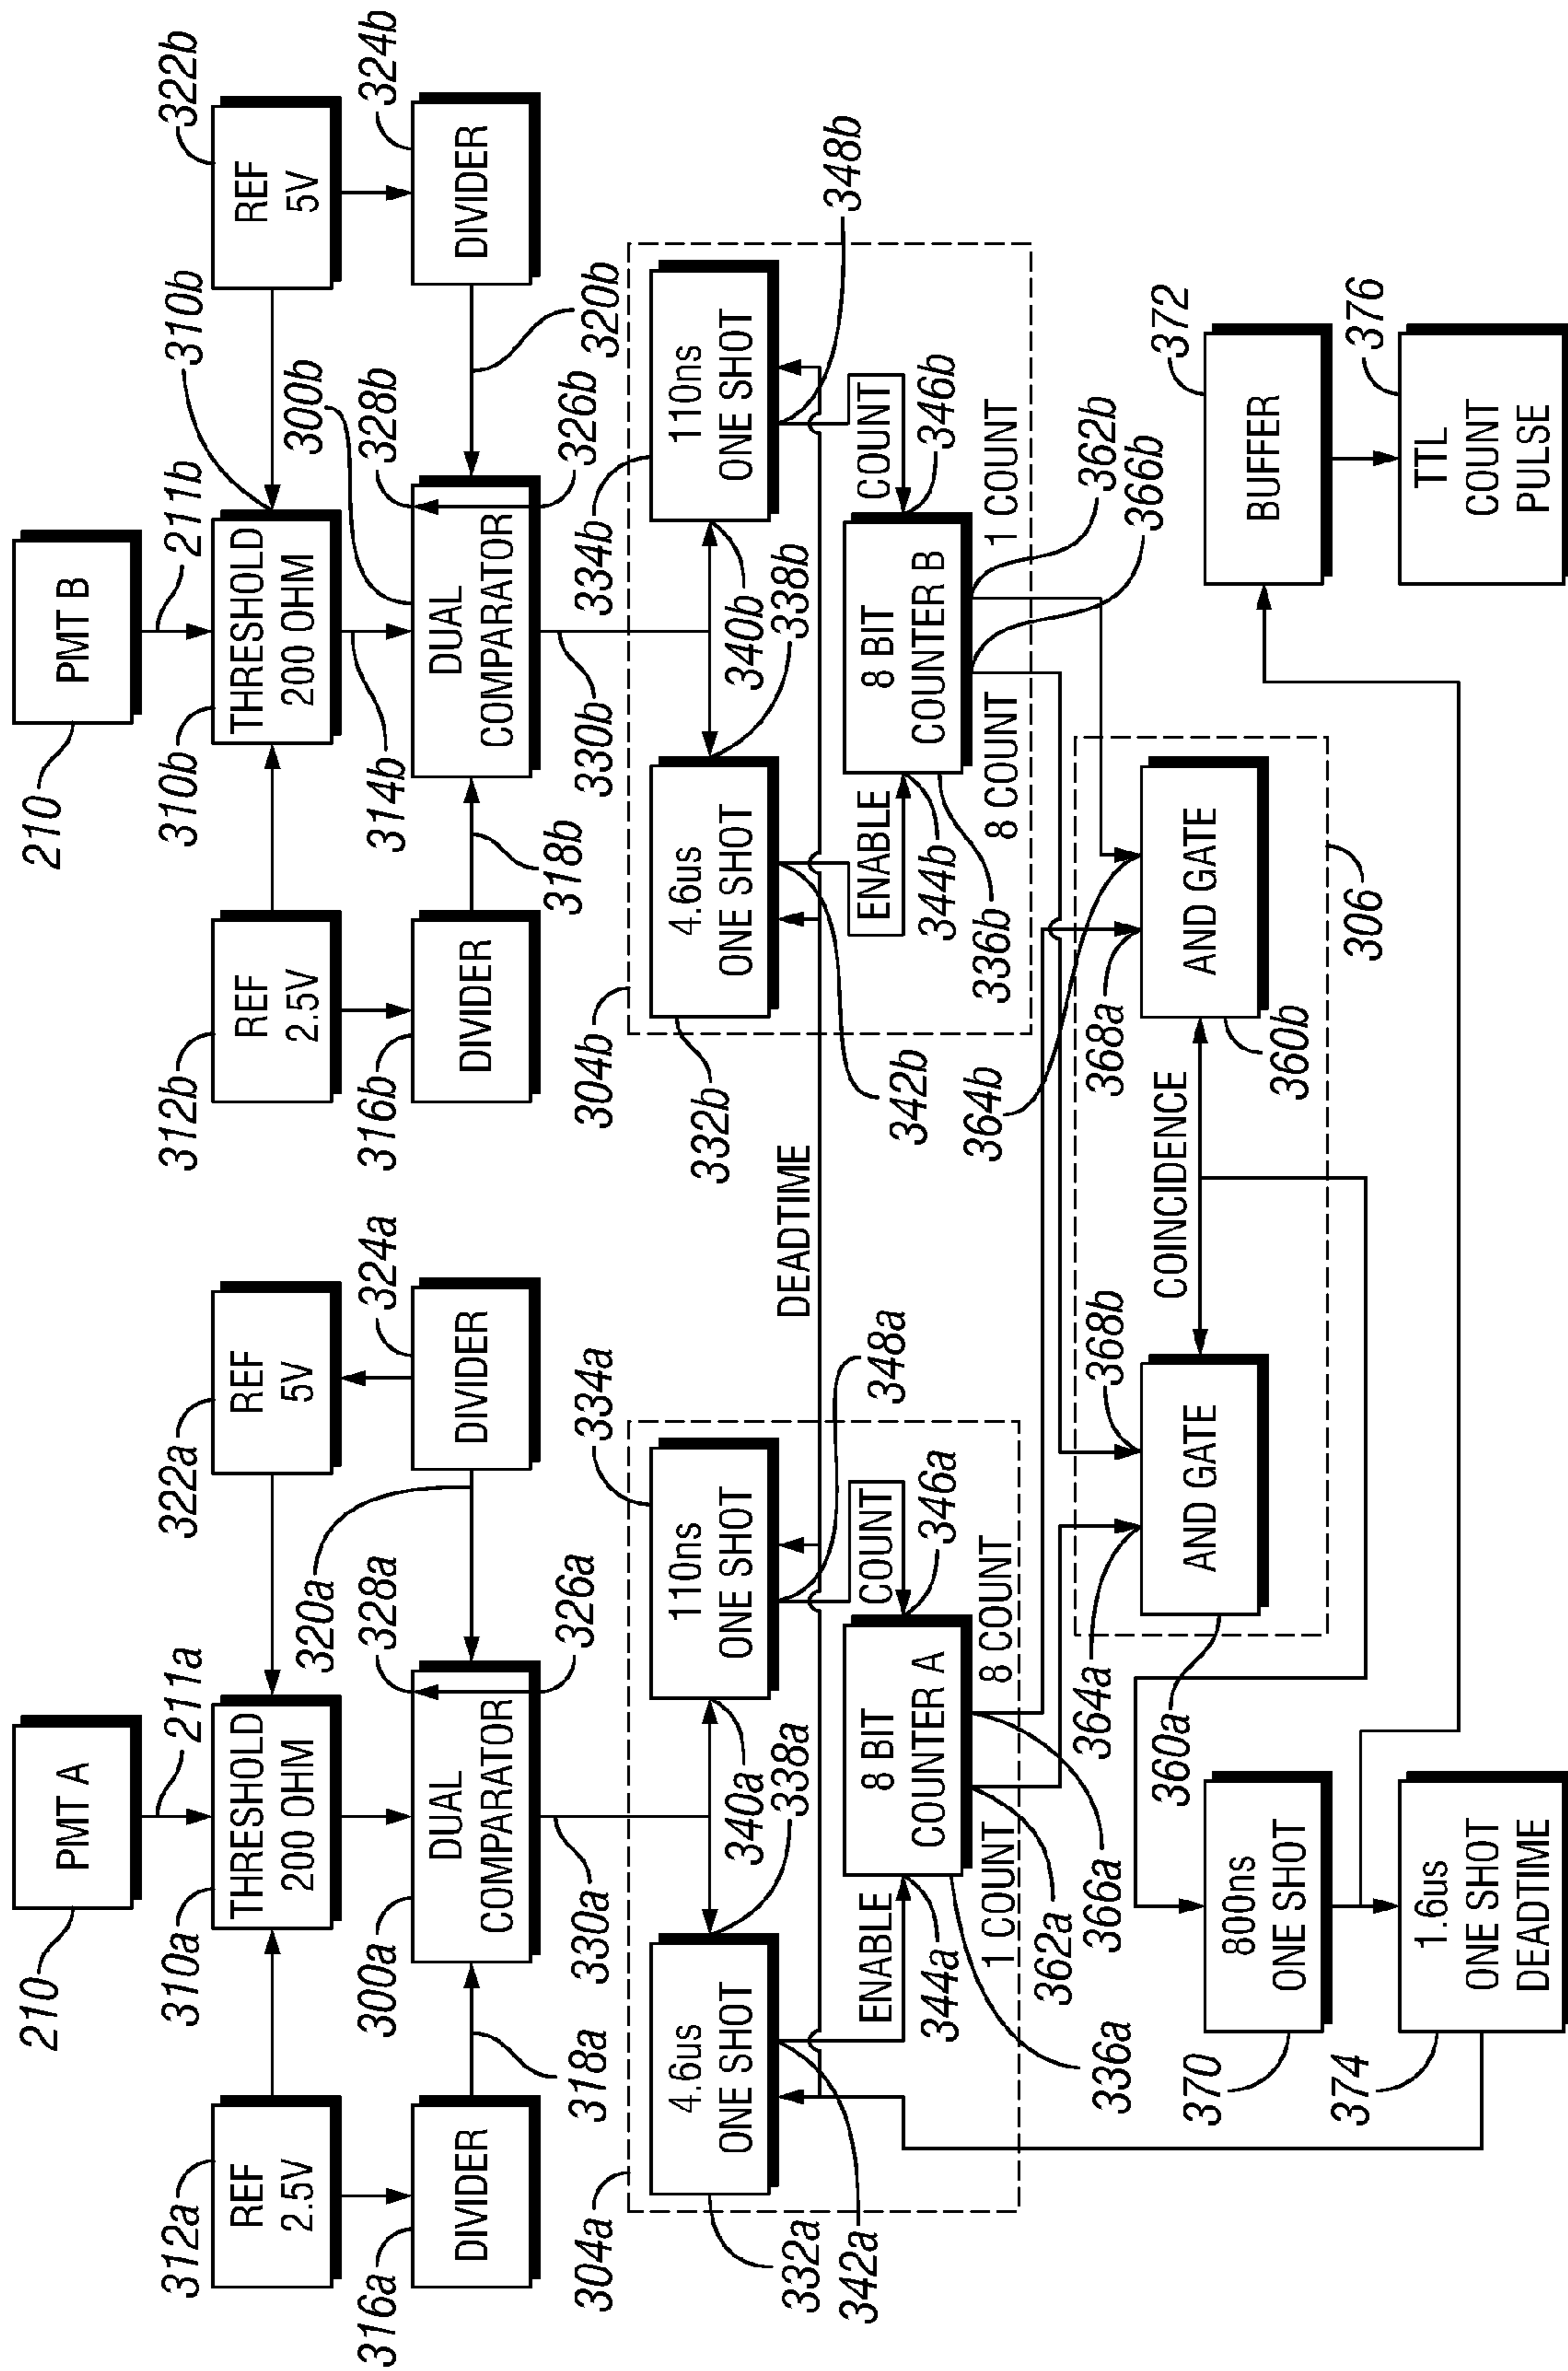 210
PMT A
211a
210
PMT B
211b
312a
REF
2.5V
310a
THRESHOLD
200 OHM
322a
REF
5V
312b
REF
2.5V
310b
THRESHOLD
200 OHM
310b
322b
REF
5V
314b
300b
316a
DIVIDER
318a
300a
DUAL
COMPARATOR
328a
326a
320a
DIVIDER
324a
316b
DIVIDER
318b
DUAL
COMPARATOR
328b
326b
320b
DIVIDER
324b
330a
330b
304a
332a
4.6us
ONE SHOT
338a
340a
110ns
ONE SHOT
334a
342a
348a
DEADTIME
304b
332b
4.6us
ONE SHOT
338b
340b
110ns
ONE SHOT
334b
342b
348b
ENABLE
344a
8 BIT
COUNTER A
COUNT
346a
336a
1 COUNT
8 COUNT
362a
366a
ENABLE
344b
8 BIT
COUNTER B
COUNT
346b
336b
8 COUNT
1 COUNT
362b
366b
364a
368b
AND GATE
360a
COINCIDENCE
364b
368a
AND GATE
360b
306
370
800ns
ONE SHOT
372
BUFFER
374
1.6us
ONE SHOT
DEADTIME
376
TTL
COUNT
PULSE